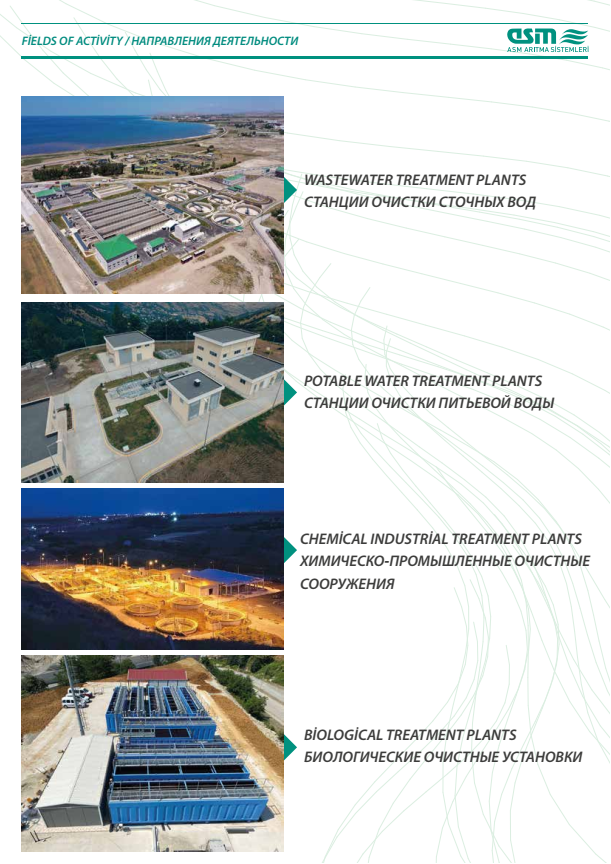 FİELDS OF ACTİVİTY / НАПРАВЛЕНИЯ ДЕЯТЕЛЬНОСТИ
asm
ASM ARITMA SİSTEMLERİ
WASTEWATER TREATMENT PLANTS
СТАНЦИИ ОЧИСТКИ СТОЧНЫХ ВОД
POTABLE WATER TREATMENT PLANTS
СТАНЦИИ ОЧИСТКИ ПИТЬЕВОЙ ВОДЫ
CHEMİCAL INDUSTRİAL TREATMENT PLANTS
ХИМИЧЕСКО-ПРОМЫШЛЕННЫЕ ОЧИСТНЫЕ
СООРУЖЕНИЯ
BİOLOGİCAL TREATMENT PLANTS
БИОЛОГИЧЕСКИЕ ОЧИСТНЫЕ УСТАНОВКИ